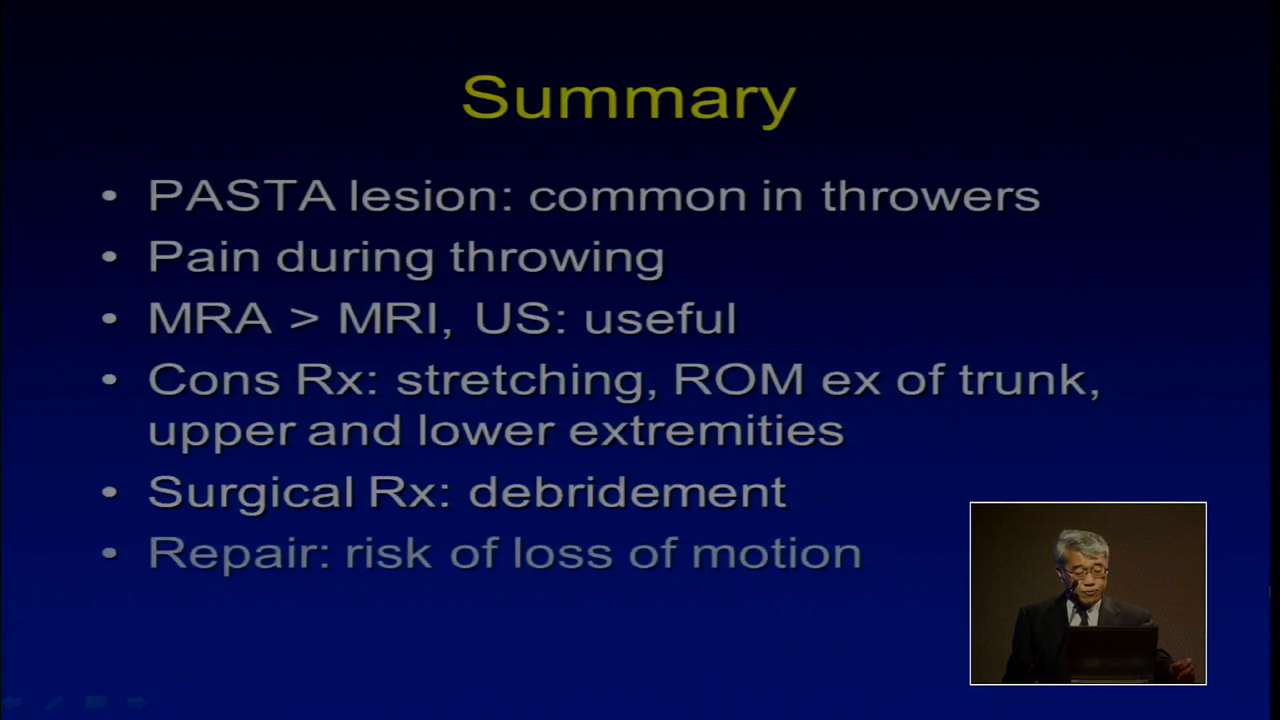 Summary
• PASTA lesion: common in throwers
• Pain during throwing
• MRA > MRI, US: useful
• Cons Rx: stretching, ROM ex of trunk,
upper and lower extremities
• Surgical Rx: debridement
• Repair: risk of loss of motion